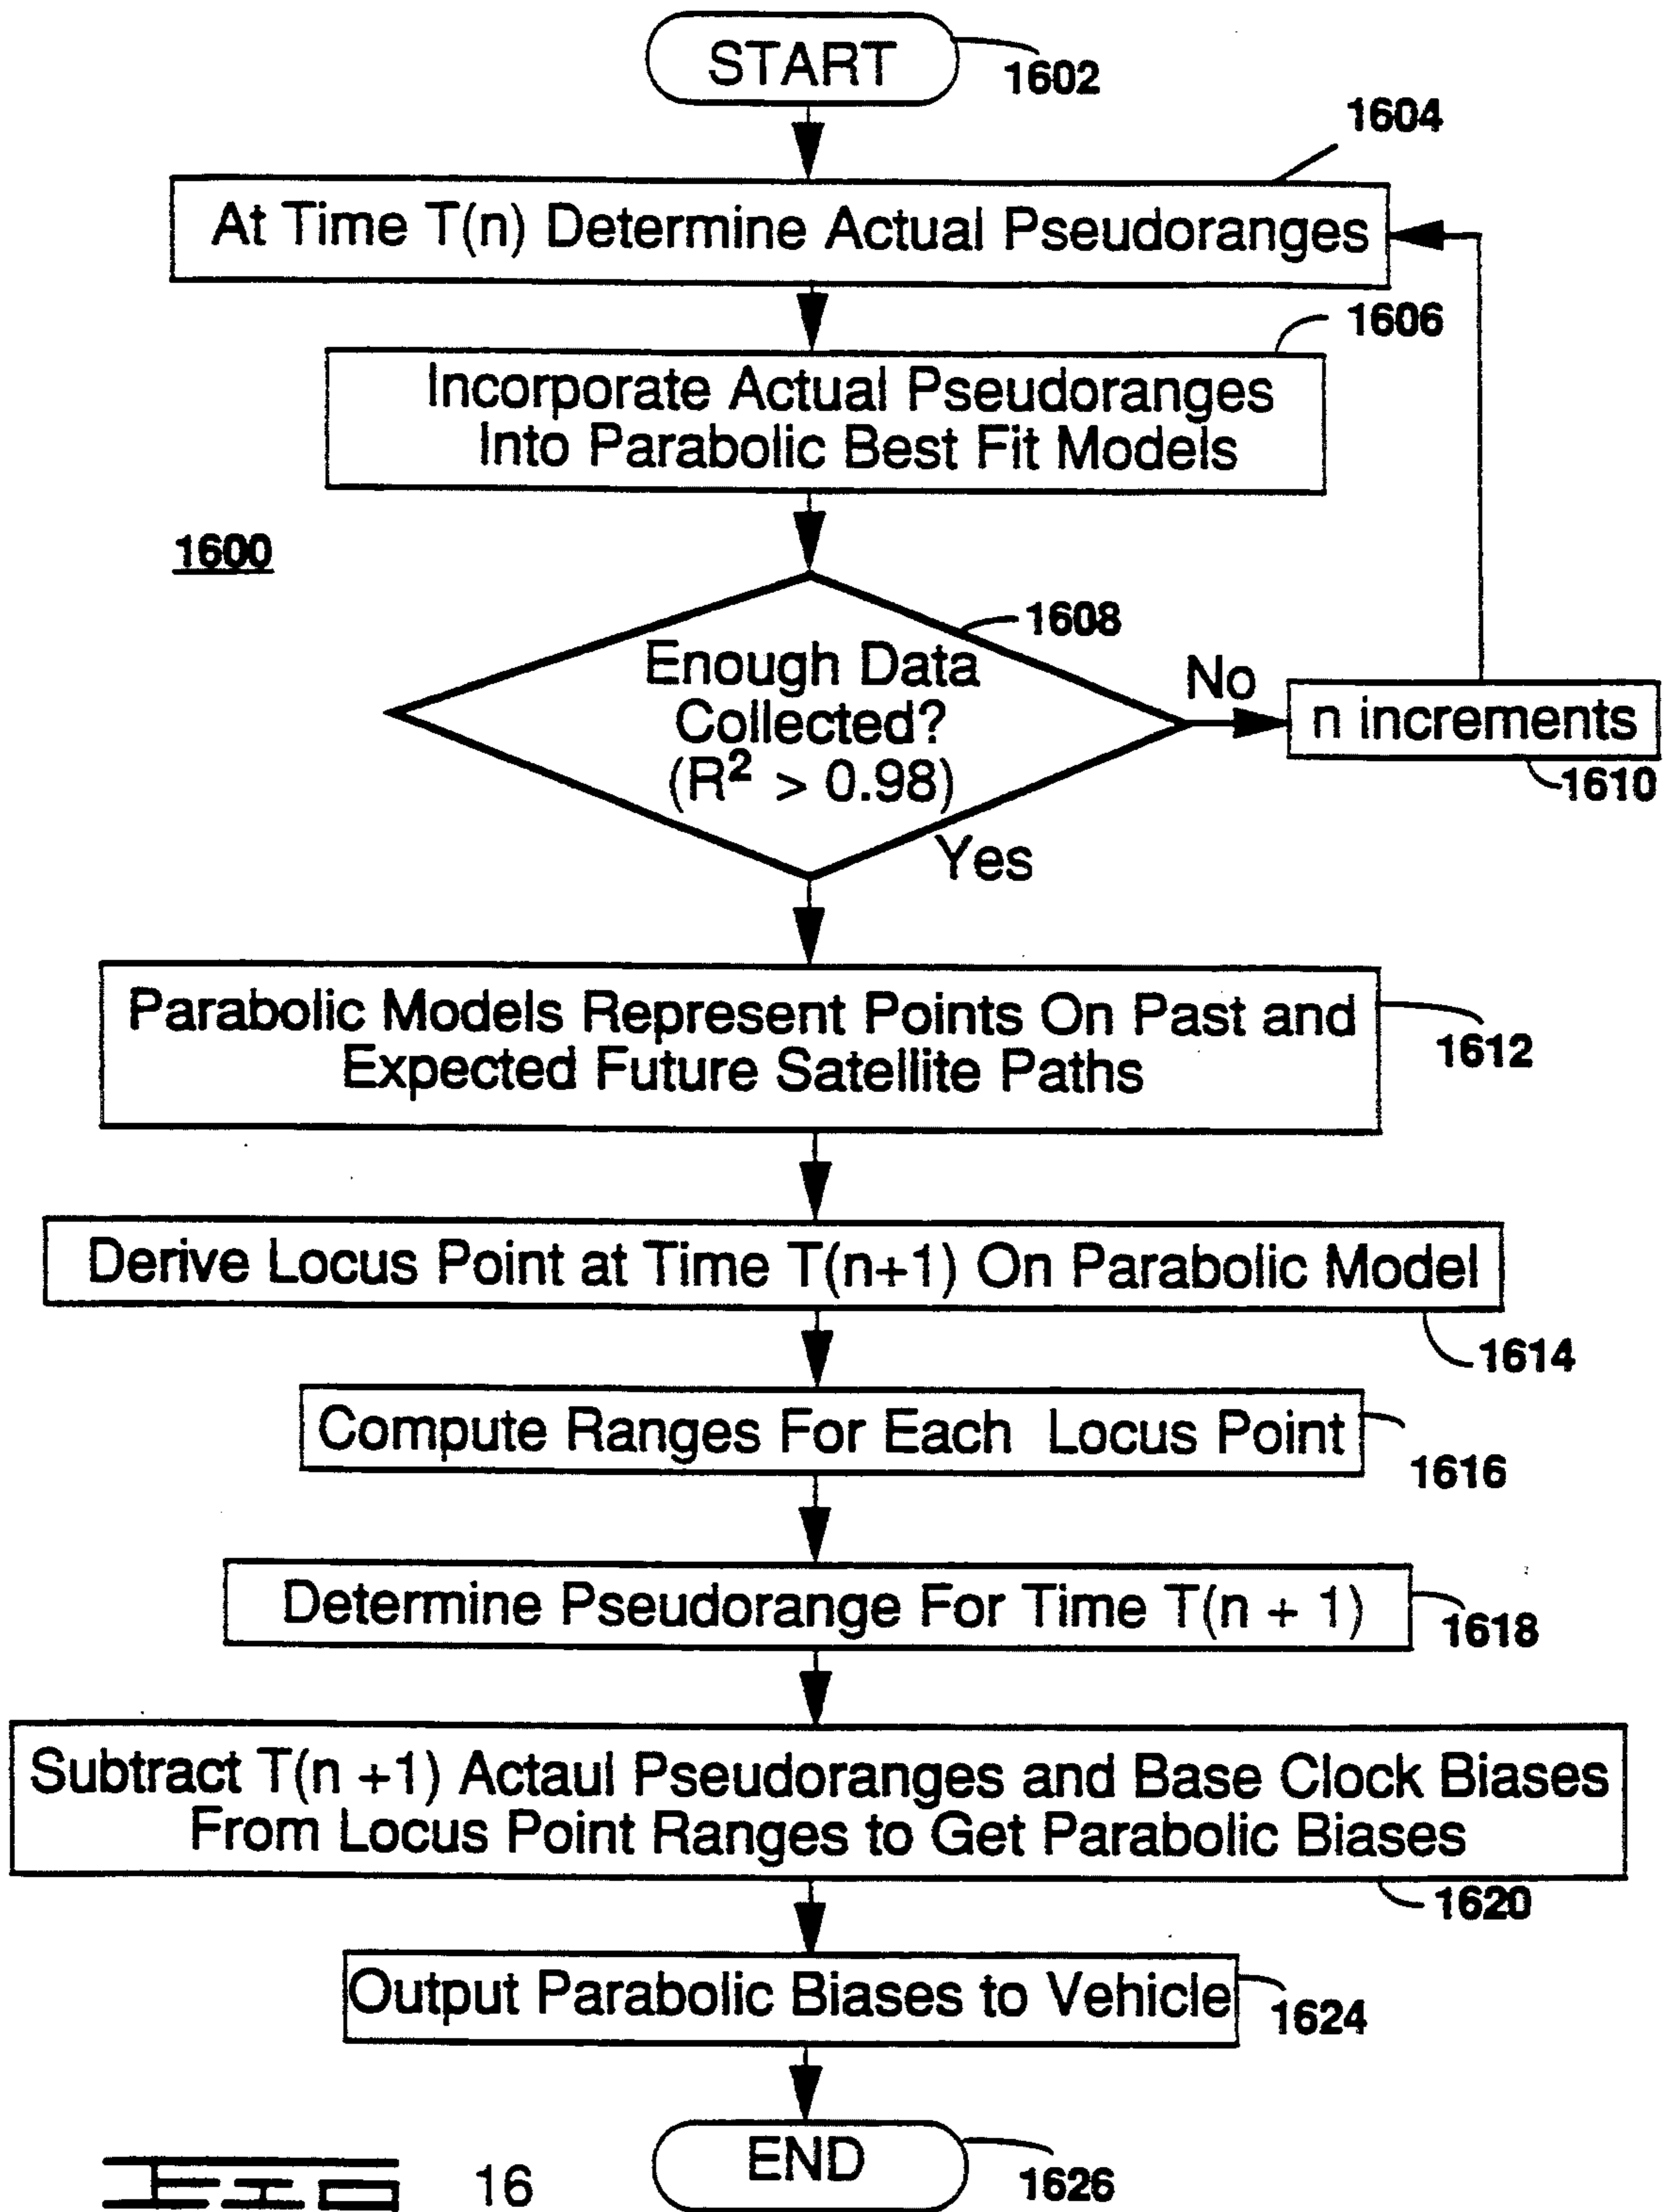 START
1602
1604
At Time T(n) Determine Actual Pseudoranges
1606
Incorporate Actual Pseudoranges
Into Parabolic Best Fit Models
1600
1608
Enough Data
Collected?
(R² > 0.98)
No
n increments
1610
Yes
Parabolic Models Represent Points On Past and
Expected Future Satellite Paths
1612
Derive Locus Point at Time T(n+1) On Parabolic Model
1614
Compute Ranges For Each Locus Point
1616
Determine Pseudorange For Time T(n + 1)
1618
Subtract T(n +1) Actaul Pseudoranges and Base Clock Biases
From Locus Point Ranges to Get Parabolic Biases
1620
Output Parabolic Biases to Vehicle
1624
END
1626
FIG 16